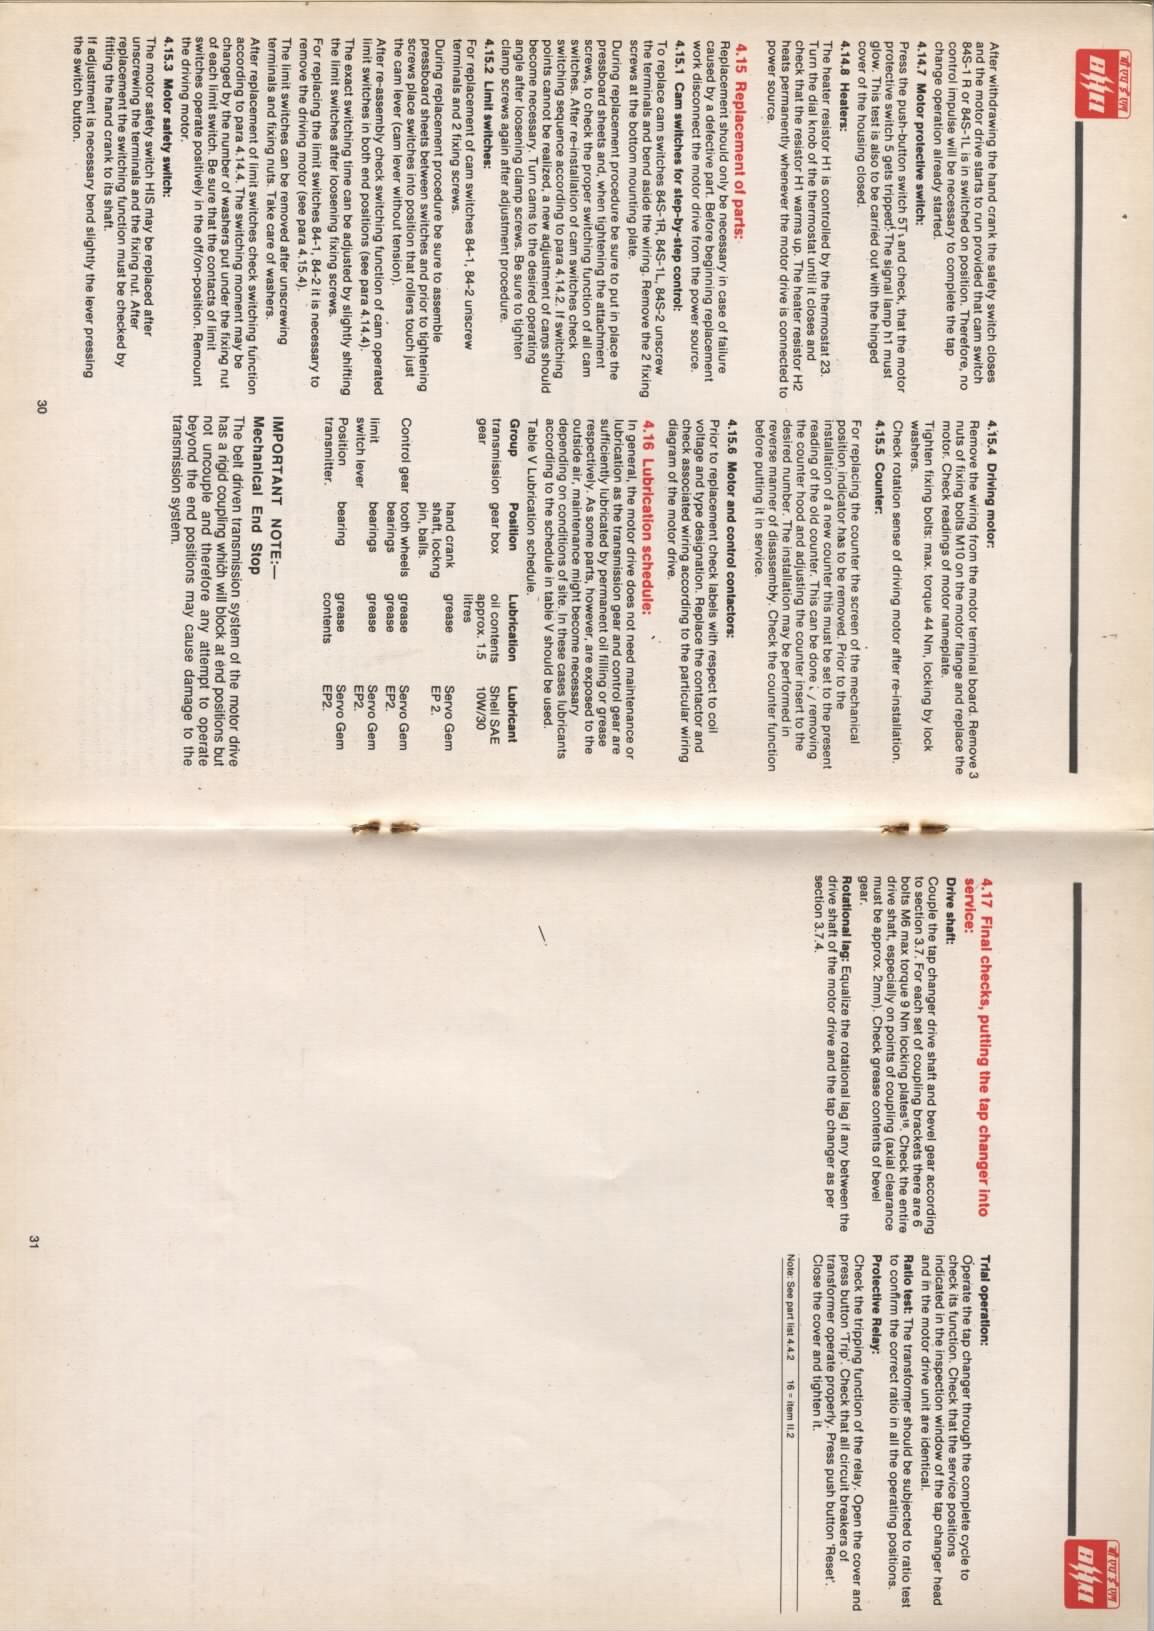 बीएचईएल
After withdrawing the hand crank the safety switch closes
and the motor drive starts to run provided that cam switch
84S-1R or 84S-1L is in switched on position. Therefore, no
control impulse will be necessary to complete the tap
change operation already started.
4.14.7 Motor protective switch:
Press the push-button switch and check, that the motor
protective switch 5 gets tripped. The signal lamp h1 must
glow. This test is also to be carried out with the hinged
cover of the housing closed.
4.14.8 Heaters:
The heater resistor H1 is controlled by the thermostat 23.
Turn the dial knob of the thermostat until it closes and
check that the resistor H1 warms up. The heater resistor H2
heats permanently whenever the motor drive is connected to
power source.
4.15 Replacement of parts:
Replacement should only be necessary in case of failure
caused by a defective part. Before beginning replacement
work disconnect the motor drive from the power source.
4.15.1 Cam switches for step-by-step control:
To replace cam switches 84S-1R, 84S-1L, 84S-2 unscrew
the terminals and bend aside the wiring. Remove the 2 fixing
screws at the bottom mounting plate.
During replacement procedure be sure to put in place the
pressboard sheets and, when tightening the attachment
screws, to check the proper switching function of all cam
switches. After re-installation of cam switches check
switching sequence according to para 4.14.2. If switching
points cannot be realized, a new adjustment of cams should
become necessary. Turn cams to the desired operating
angle after loosening clamp screws. Be sure to tighten
clamp screws again after adjustment procedure.
4.15.2 Limit switches:
For replacement of cam switches 84-1, 84-2 unscrew
terminals and 2 fixing screws.
During replacement procedure be sure to assemble
pressboard sheets between switches and prior to tightening
screws place switches into position that rollers touch just
the cam lever (cam lever without tension).
After re-assembly check switching function of cam operated
limit switches in both end positions (see para 4.14.4).
The exact switching time can be adjusted by slightly shifting
the limit switches after loosening fixing screws.
For replacing the limit switches 84-1, 84-2 it is necessary to
remove the driving motor (see para 4.15.4).
The limit switches can be removed after unscrewing
terminals and fixing nuts. Take care of washers.
After replacement of limit switches check switching function
according to para 4.14.4. The switching moment may be
changed by the number of washers put under the fixing nut
of each limit switch. Be sure that the contacts of limit
switches operate positively in the off/on-position. Remount
the driving motor.
4.15.3 Motor safety switch:
The motor safety switch HIS may be replaced after
unscrewing the terminals and the fixing nut. After
replacement the switching function must be checked by
fitting the hand crank to its shaft.
If adjustment is necessary bend slightly the lever pressing
the switch button.
4.15.4 Driving motor:
Remove the wiring from the motor terminal board. Remove 3
nuts of fixing bolts M10 on the motor flange and replace the
motor. Check readings of motor nameplate.
Tighten fixing bolts: max. torque 44 Nm, locking by lock
washers.
Check rotation sense of driving motor after re-installation.
4.15.5 Counter:
For replacing the counter the screen of the mechanical
position indicator has to be removed. Prior to the
installation of a new counter this must be set to the present
reading of the old counter. This can be done removing
the counter hood and adjusting the counter insert to the
desired number. The installation may be performed in
reverse manner of disassembly. Check the counter function
before putting it in service.
4.15.6 Motor and control contactors:
Prior to replacement check labels with respect to coil
voltage and type designation. Replace the contactor and
check associated wiring according to the particular wiring
diagram of the motor drive.
4.16 Lubrication schedule:
In general, the motor drive does not need maintenance or
lubrication as the transmission gear and control gear are
sufficiently lubricated by permanent oil filling or grease
respectively. As some parts, however, are exposed to the
outside air, maintenance might become necessary
depending on conditions of site. In these cases lubricants
according to the schedule in table V should be used.
Table V Lubrication schedule.
Group Position Lubrication Lubricant
transmission gear box oil contents Shell SAE
gear approx. 1.5 10W/30
litres
hand crank grease Servo Gem
shaft, lockng EP 2.
pin, balls.
Control gear tooth wheels grease Servo Gem
bearings grease EP2.
limit bearings grease Servo Gem
switch lever EP2.
Position bearing grease Servo Gem
transmitter. contents EP2.
IMPORTANT NOTE:—
Mechanical End Stop
The belt driven transmission system of the motor drive
has a rigid coupling which will block at end positions but
not uncouple and therefore any attempt to operate
beyond the end positions may cause damage to the
transmission system.
30
बीएचईएल
4.17 Final checks, putting the tap changer into
service:
Drive shaft:
Couple the tap changer drive shaft and bevel gear according
to section 3.7. For each set of coupling brackets there are 6
bolts M6 max torque 9 Nm locking plates¹⁶. Check the entire
drive shaft, especially on points of coupling (axial clearance
must be approx. 2mm). Check grease contents of bevel
gear.
Rotational lag: Equalize the rotational lag if any between the
drive shaft of the motor drive and the tap changer as per
section 3.7.4.
Trial operation:
Operate the tap changer through the complete cycle to
check its function. Check that the service positions
indicated in the inspection window of the tap changer head
and in the motor drive unit are identical.
Ratio test: The transformer should be subjected to ratio test
to confirm the correct ratio in all the operating positions.
Protective Relay:
Check the tripping function of the relay. Open the cover and
press button 'Trip'. Check that all circuit breakers of
transformer operate properly. Press push button 'Reset'.
Close the cover and tighten it.
Note: See part list 4.4.2 16 = item II.2
31